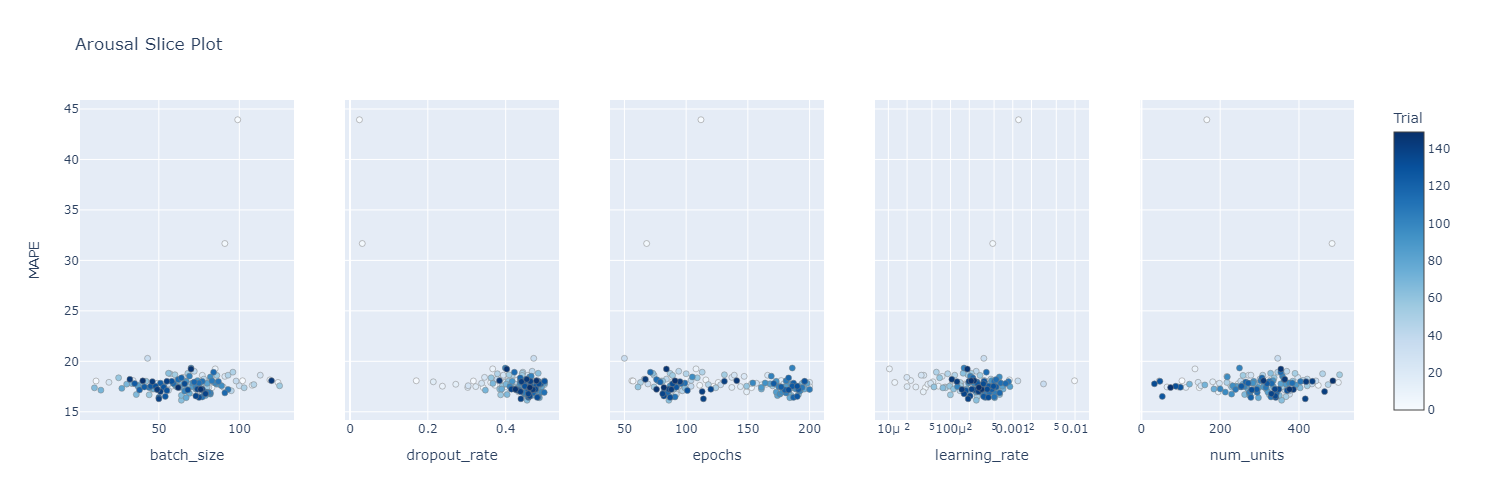 Arousal Slice Plot
MAPE
45
40
35
30
25
20
15
50 100
0 0.2 0.4
50 100 150 200
10μ 2 5 100μ 2 5 0.001 2 5 0.01
0 200 400
batch_size
dropout_rate
epochs
learning_rate
num_units
Trial
140
120
100
80
60
40
20
0